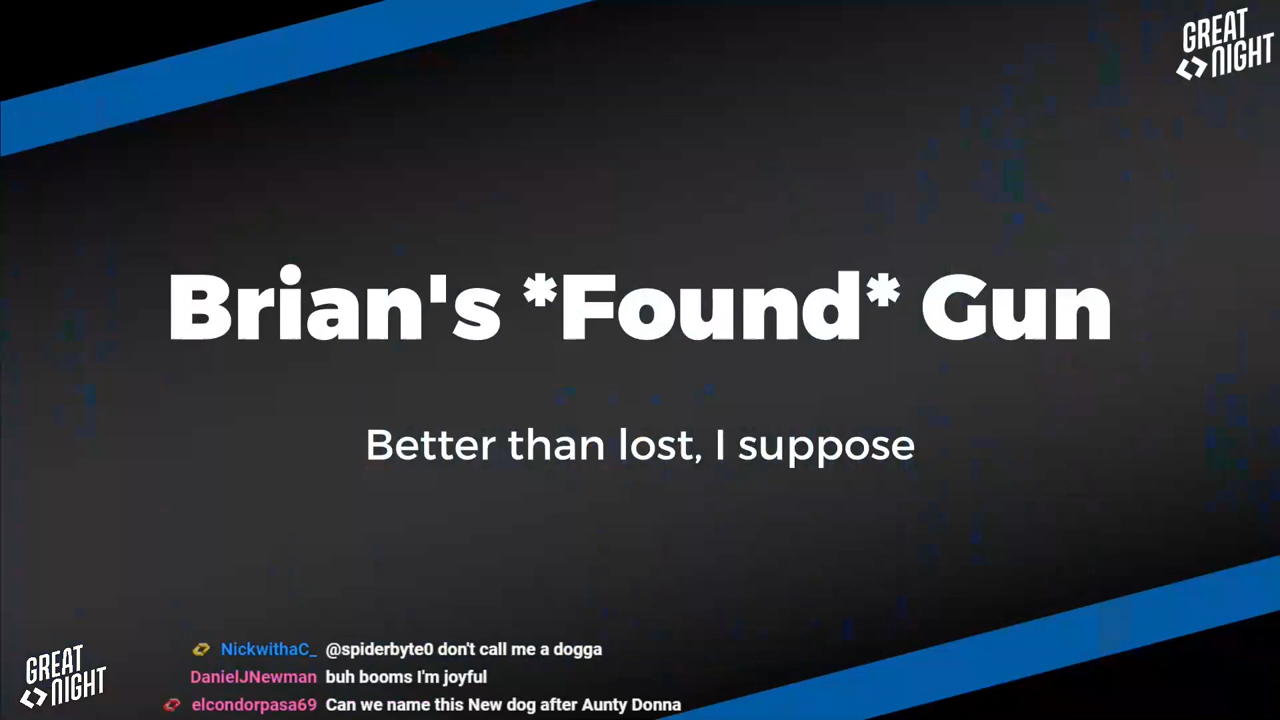 GREAT
NIGHT
Brian's *Found* Gun
Better than lost, I suppose
NickwithaC_ @spiderbyte0 don't call me a dogga
DanielJNewman buh booms I'm joyful
elcondorpasa69 Can we name this New dog after Aunty Donna
GREAT
NIGHT